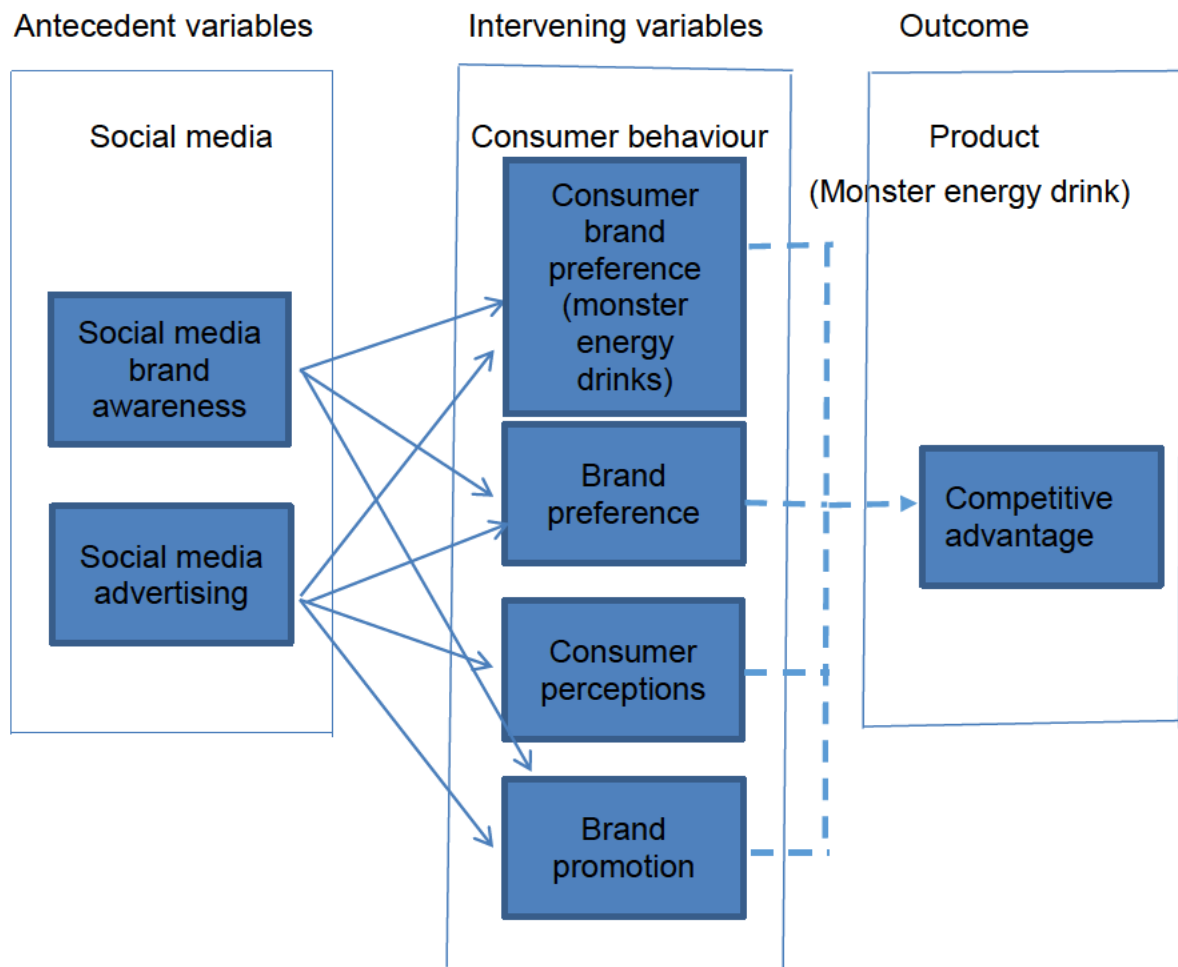 Antecedent variables
Intervening variables
Outcome
Social media
Consumer behaviour
Product
(Monster energy drink)
Social media
brand
awareness
Social media
advertising
Consumer
brand
preference
(monster
energy
drinks)
Brand
preference
Consumer
perceptions
Brand
promotion
Competitive
advantage